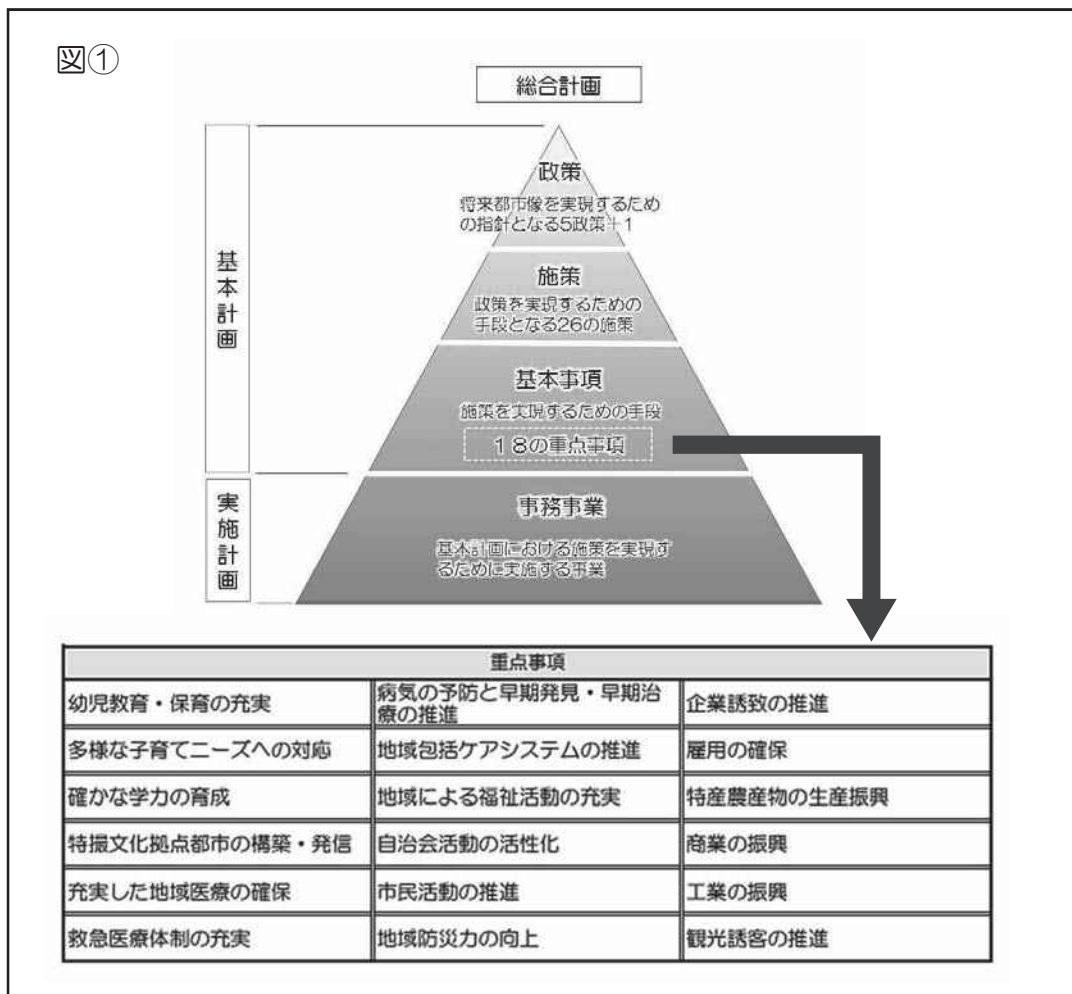 図①
総合計画
基本計画
政策
将来都市像を実現するため
の指針となる5政策+1
施策
政策を実現するための
手段となる26の施策
基本事項
施策を実現するための手段
18の重点事項
実施計画
事務事業
基本計画における施策を実現す
るために実施する事業
重点事項
幼児教育・保育の充実
病気の予防と早期発見・早期治
療の推進
企業誘致の推進
多様な子育てニーズへの対応
地域包括ケアシステムの推進
雇用の確保
確かな学力の育成
地域による福祉活動の充実
特産農産物の生産振興
特撮文化拠点都市の構築・発信
自治会活動の活性化
商業の振興
充実した地域医療の確保
市民活動の推進
工業の振興
救急医療体制の充実
地域防災力の向上
観光誘客の推進